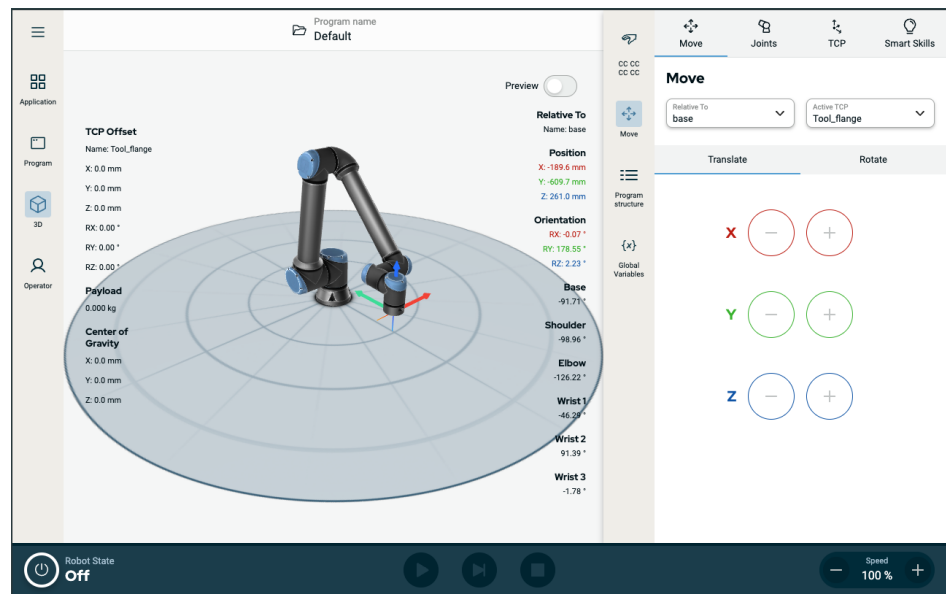 Program name
Default
Application
Program
3D
Operator
Preview
TCP Offset
Name: Tool_flange
X: 0.0 mm
Y: 0.0 mm
Z: 0.0 mm
RX: 0.00 °
RY: 0.00 °
RZ: 0.00 °
Payload
0.000 kg
Center of
Gravity
X: 0.0 mm
Y: 0.0 mm
Z: 0.0 mm
Relative To
Name: base
Position
X: -189.6 mm
Y: -609.7 mm
Z: 261.0 mm
Orientation
RX: -0.07 °
RY: 178.55 °
RZ: 2.23 °
Base
-91.71 °
Shoulder
-98.96 °
Elbow
-126.22 °
Wrist 1
-46.29 °
Wrist 2
91.39 °
Wrist 3
-1.78 °
CC CC
CC CC
Move
Program
structure
{x}
Global
Variables
Move
Joints
TCP
Smart Skills
Move
Relative To
base
Active TCP
Tool_flange
Translate
Rotate
X − +
Y − +
Z − +
Robot State
Off
Speed
− 100 % +